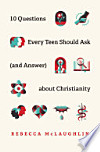 10 Questions
Every Teen Should Ask
(and Answer)
about Christianity
REBECCA McLAUGHLIN